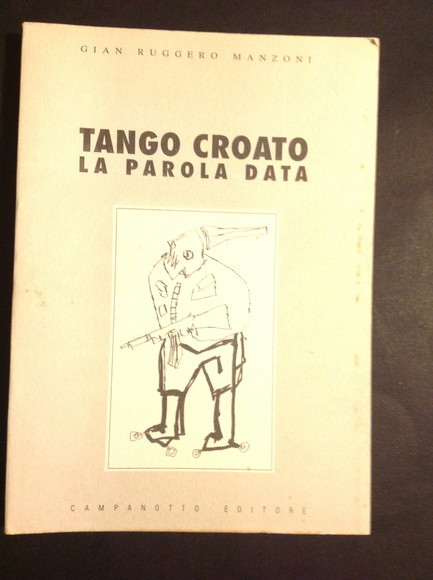 GIAN RUGGERO MANZONI
TANGO CROATO
LA PAROLA DATA
CAMPANOTTO EDITORE